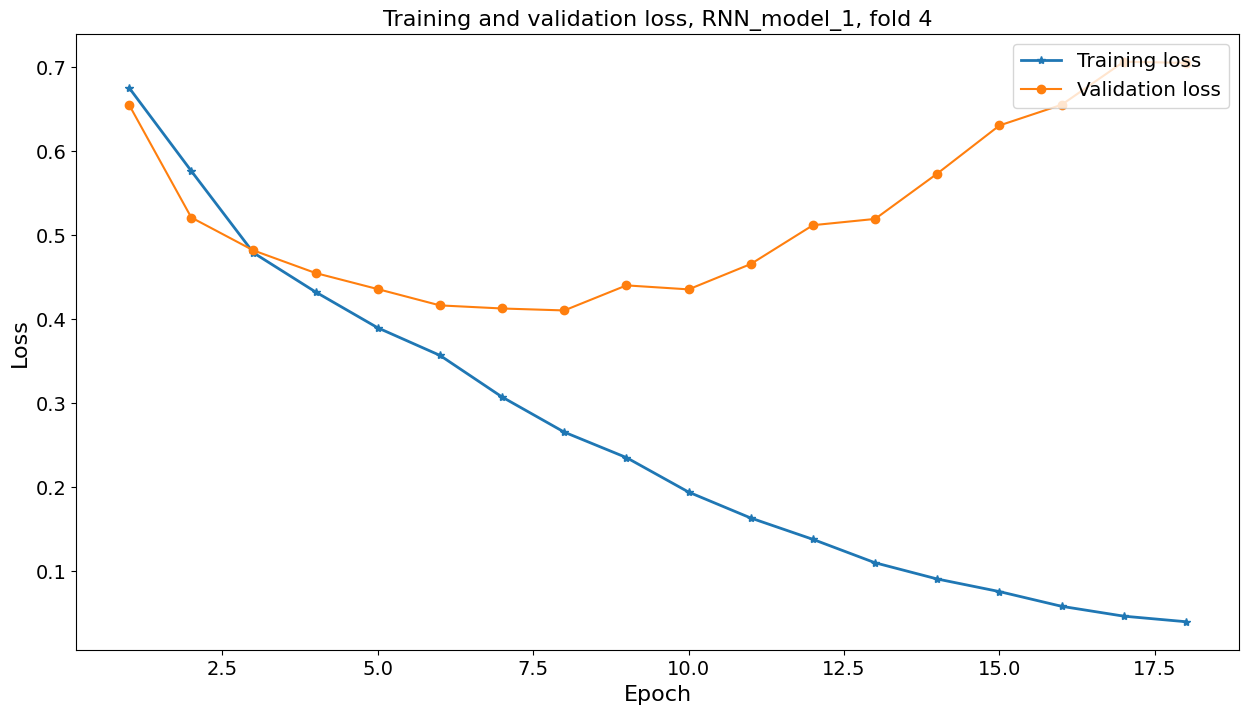 Training and validation loss, RNN_model_1, fold 4
Training loss
Validation loss
0.7
0.6
0.5
0.4
0.3
0.2
0.1
Loss
2.5
5.0
7.5
10.0
12.5
15.0
17.5
Epoch